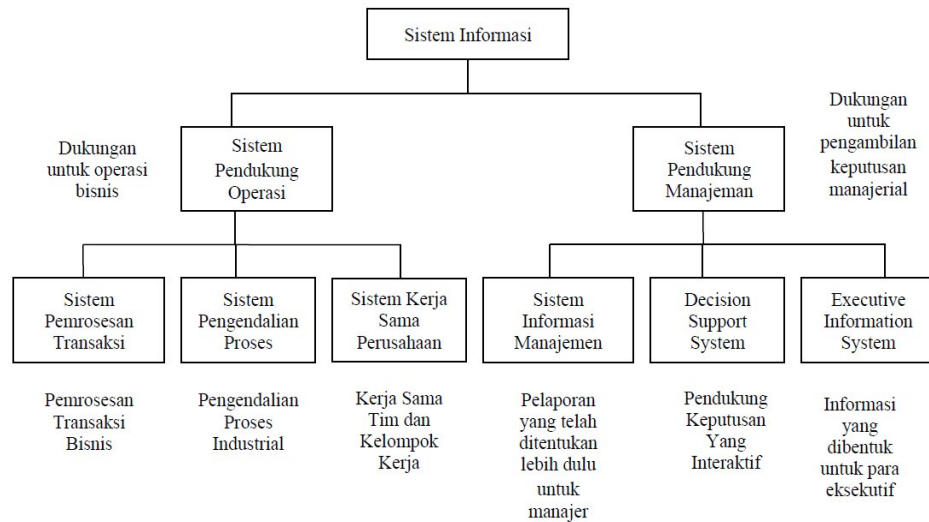 Sistem Informasi
Dukungan
untuk operasi
bisnis
Sistem
Pendukung
Operasi
Sistem
Pendukung
Manajeman
Dukungan
untuk
pengambilan
keputusan
manajerial
Sistem
Pemrosesan
Transaksi
Sistem
Pengendalian
Proses
Sistem Kerja
Sama
Perusahaan
Sistem
Informasi
Manajemen
Decision
Support
System
Executive
Information
System
Pemrosesan
Transaksi
Bisnis
Pengendalian
Proses
Industrial
Kerja Sama
Tim dan
Kelompok
Kerja
Pelaporan
yang telah
ditentukan
lebih dulu
untuk
manajer
Pendukung
Keputusan
Yang
Interaktif
Informasi
yang
dibentuk
untuk para
eksekutif